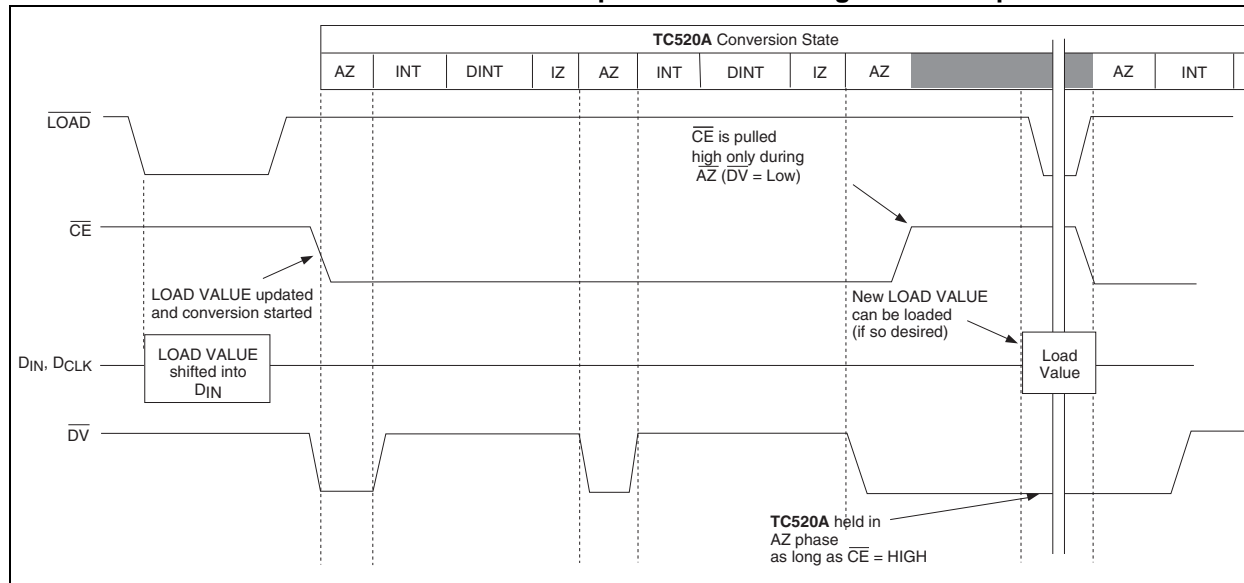 TC520A Conversion State
AZ INT DINT IZ AZ INT DINT IZ AZ AZ INT
LOAD
CE is pulled
high only during
AZ (DV = Low)
CE
LOAD VALUE updated
and conversion started
New LOAD VALUE
can be loaded
(if so desired)
DIN, DCLK
LOAD VALUE
shifted into
DIN
Load
Value
DV
TC520A held in
AZ phase
as long as CE = HIGH